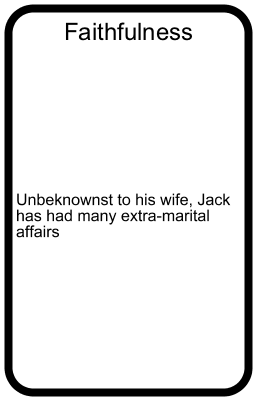 Faithfulness
Unbeknownst to his wife, Jack
has had many extra-marital
affairs